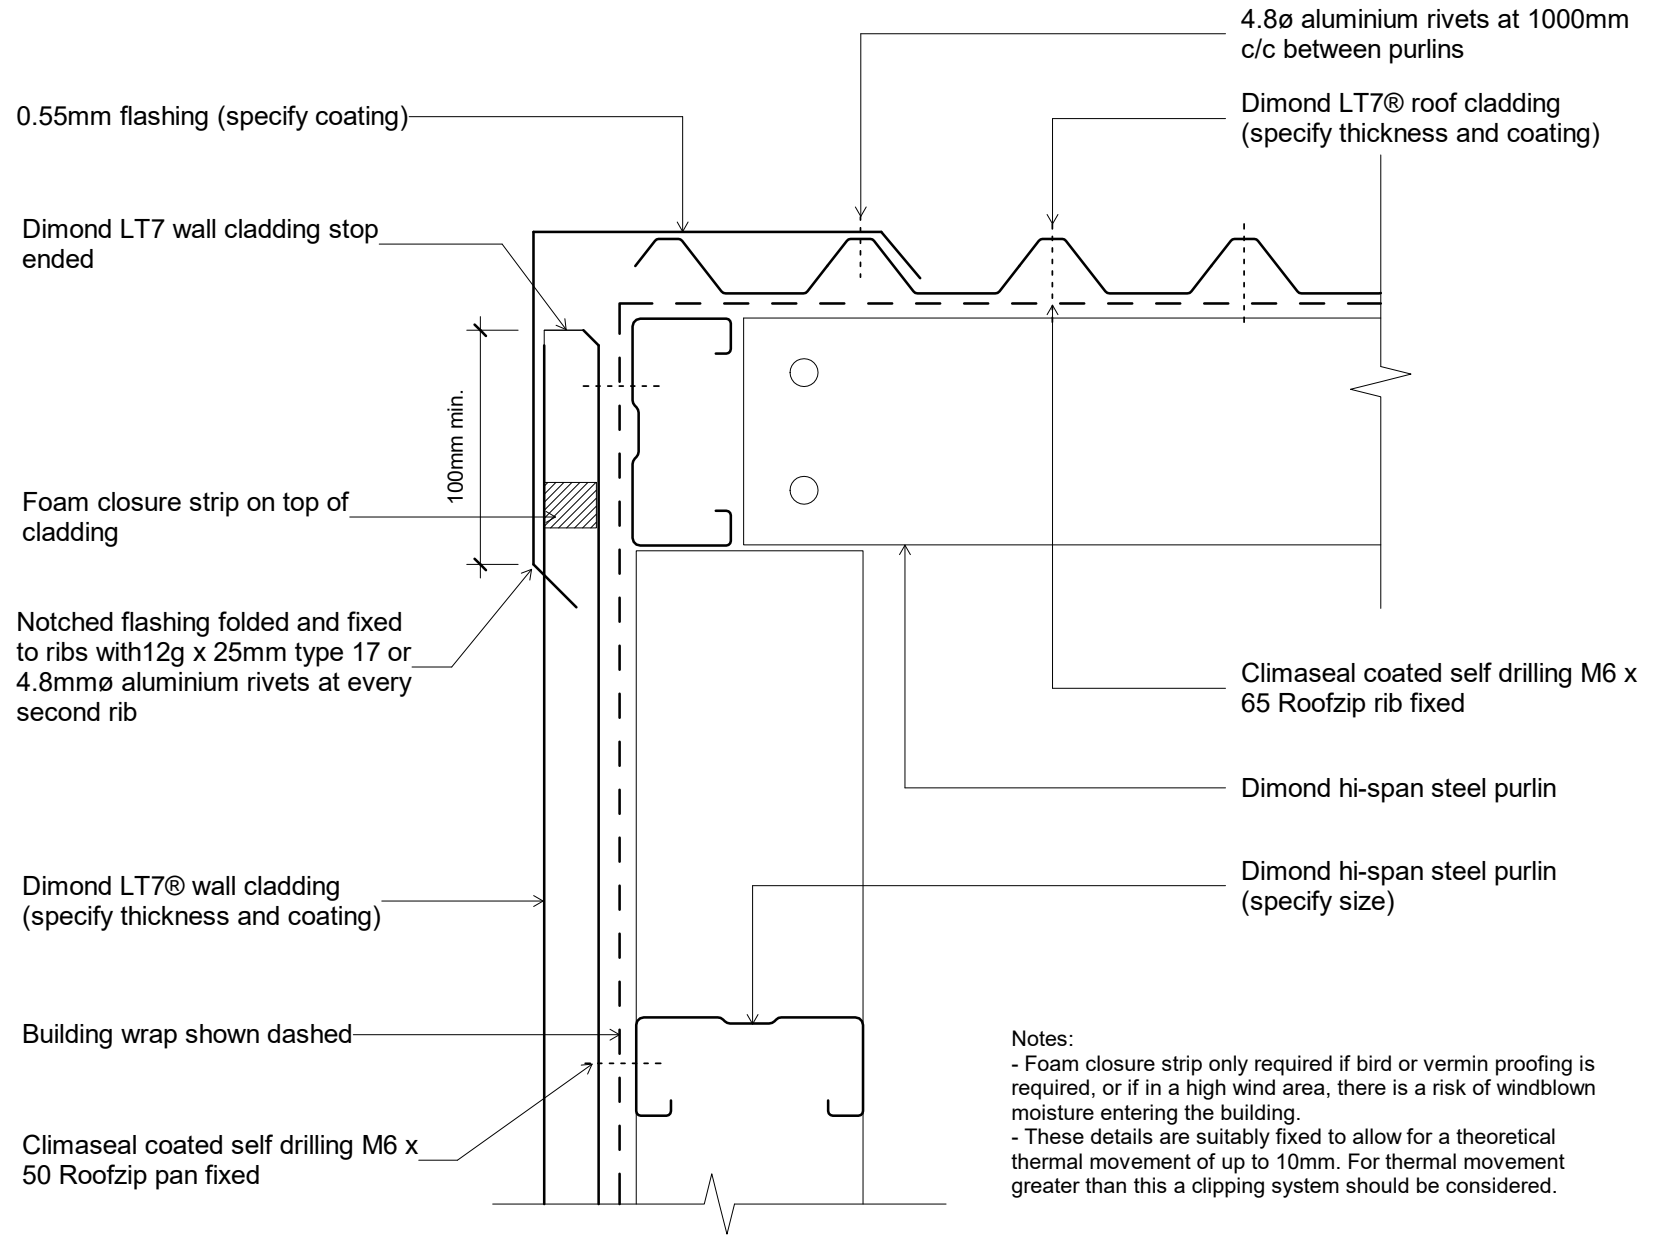 4.8ø aluminium rivets at 1000mm
c/c between purlins
0.55mm flashing (specify coating)
Dimond LT7® roof cladding
(specify thickness and coating)
Dimond LT7 wall cladding stop
ended
100mm min.
Foam closure strip on top of
cladding
Notched flashing folded and fixed
to ribs with12g x 25mm type 17 or
4.8mmø aluminium rivets at every
second rib
Climaseal coated self drilling M6 x
65 Roofzip rib fixed
Dimond hi-span steel purlin
Dimond hi-span steel purlin
(specify size)
Dimond LT7® wall cladding
(specify thickness and coating)
Building wrap shown dashed
Climaseal coated self drilling M6 x
50 Roofzip pan fixed
Notes:
- Foam closure strip only required if bird or vermin proofing is
required, or if in a high wind area, there is a risk of windblown
moisture entering the building.
- These details are suitably fixed to allow for a theoretical
thermal movement of up to 10mm. For thermal movement
greater than this a clipping system should be considered.